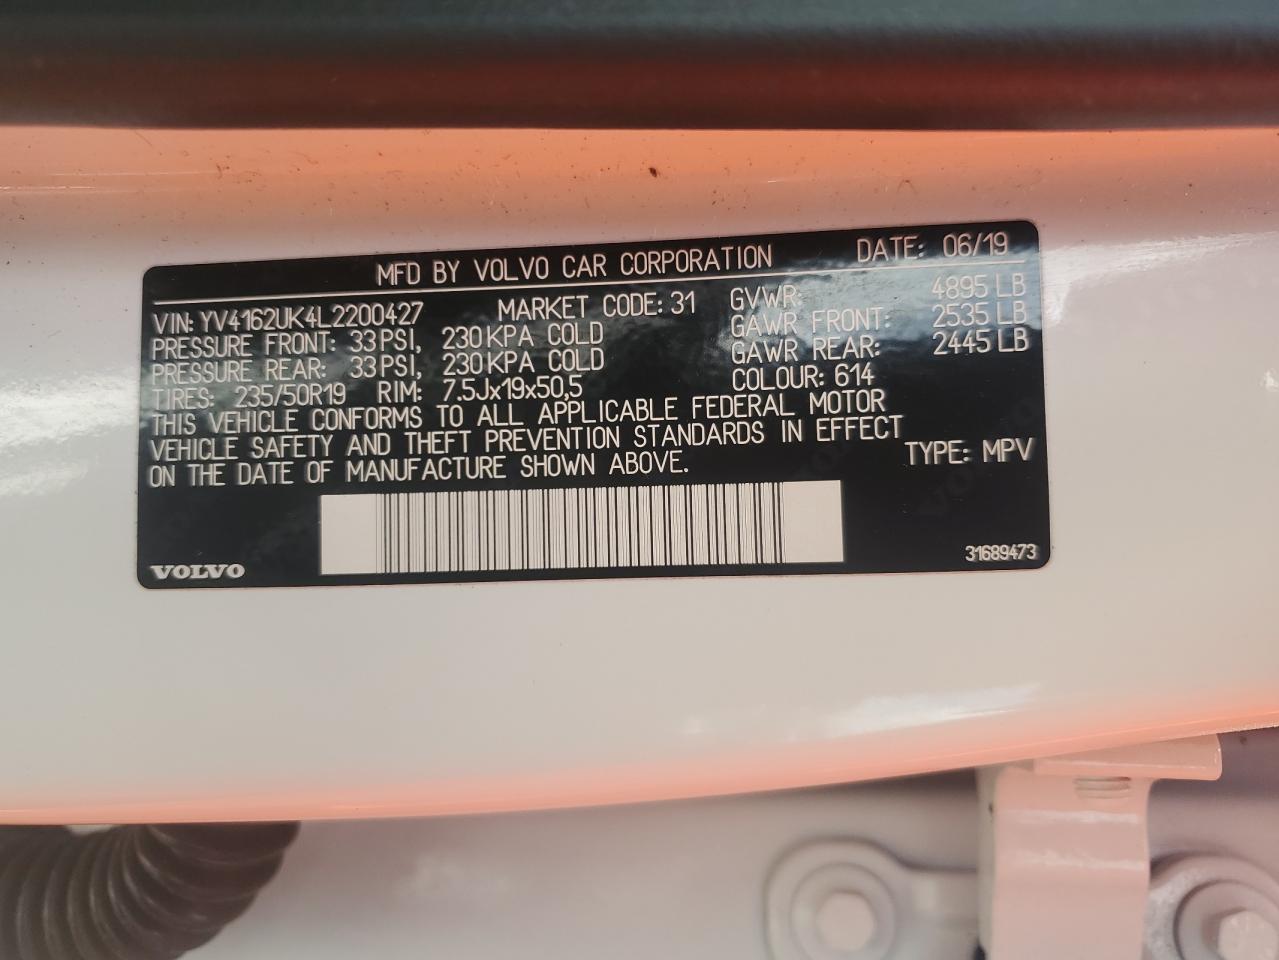 MFD BY VOLVO CAR CORPORATION DATE: 06/19
VIN: YV4162UK4L2200427 MARKET CODE: 31 GVWR: 4895 LB
PRESSURE FRONT: 33 PSI, 230 KPA COLD GAWR FRONT: 2535 LB
PRESSURE REAR: 33 PSI, 230 KPA COLD GAWR REAR: 2445 LB
TIRES: 235/50R19 RIM: 7.5Jx19x50,5 COLOUR: 614
THIS VEHICLE CONFORMS TO ALL APPLICABLE FEDERAL MOTOR
VEHICLE SAFETY AND THEFT PREVENTION STANDARDS IN EFFECT
ON THE DATE OF MANUFACTURE SHOWN ABOVE. TYPE: MPV
VOLVO 31689473